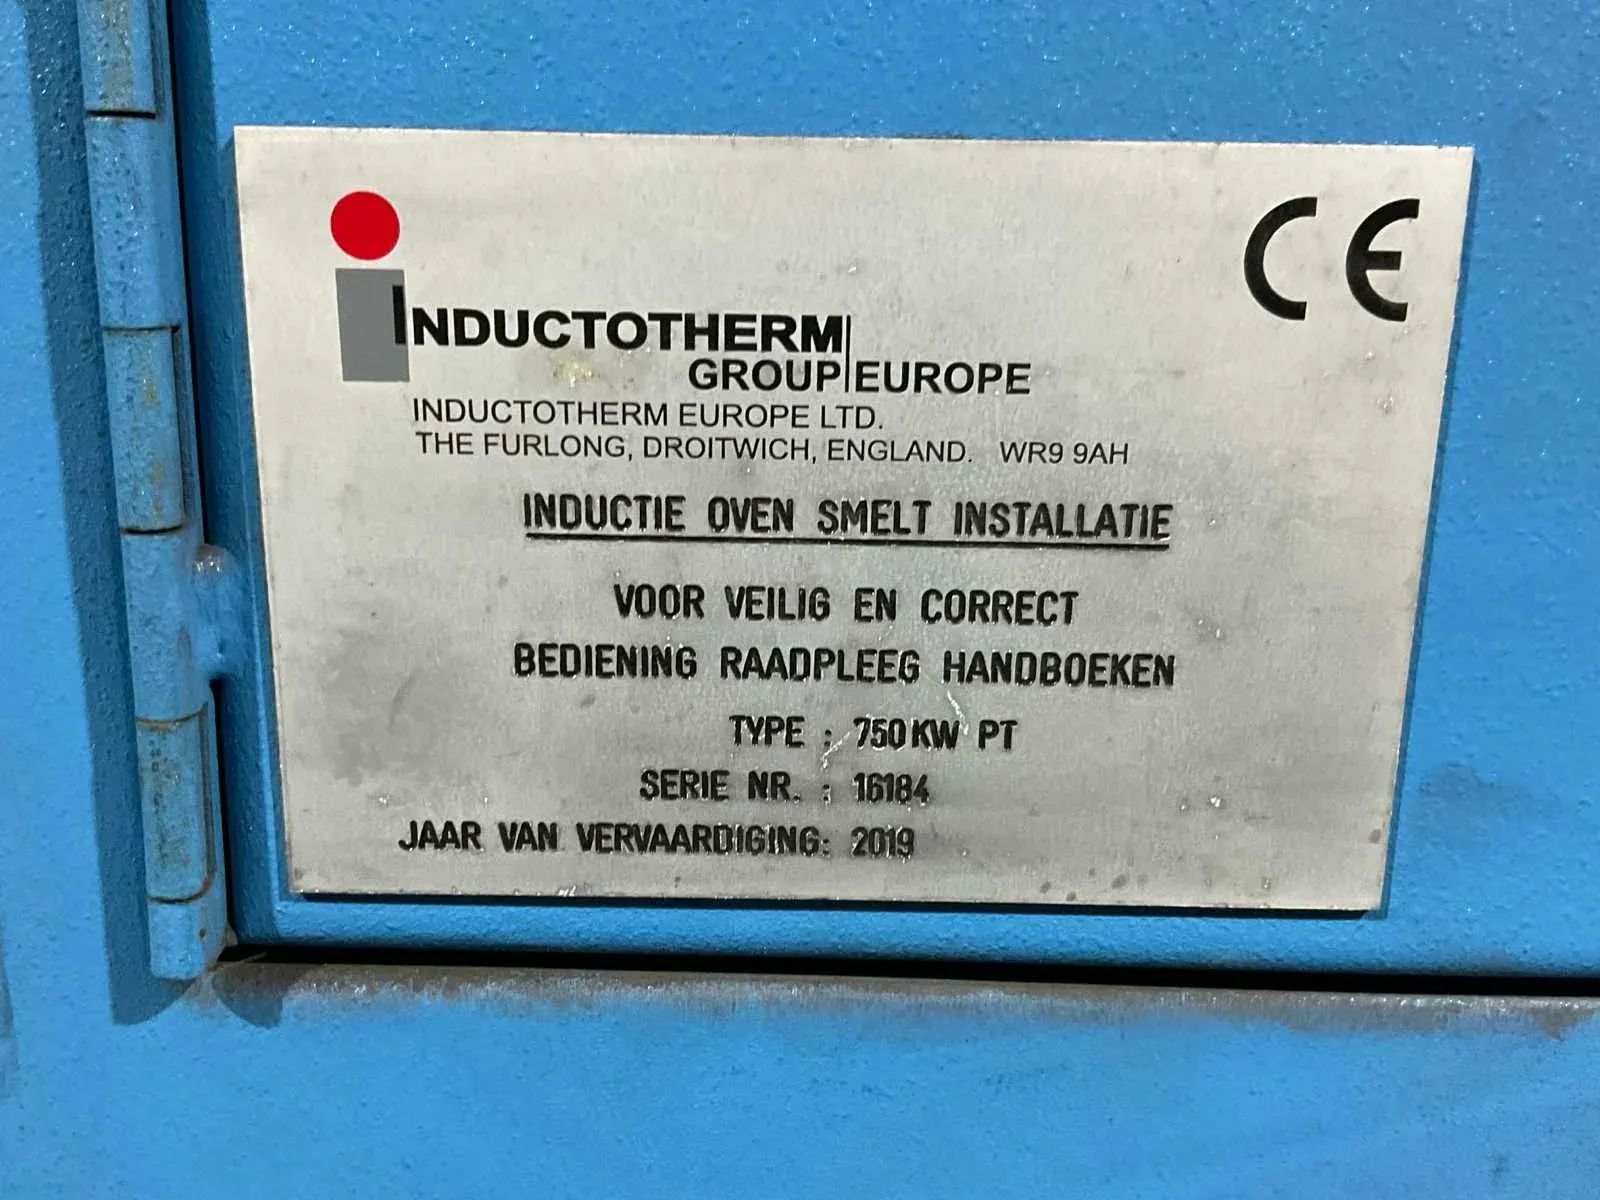 INDUCTOTHERM
GROUP EUROPE
INDUCTOTHERM EUROPE LTD.
THE FURLONG, DROITWICH, ENGLAND. WR9 9AH
CE
INDUCTIE OVEN SMELT INSTALLATIE
VOOR VEILIG EN CORRECT
BEDIENING RAADPLEEG HANDBOEKEN
TYPE : 750KW PT
SERIE NR. : 16184
JAAR VAN VERVAARDIGING: 2019